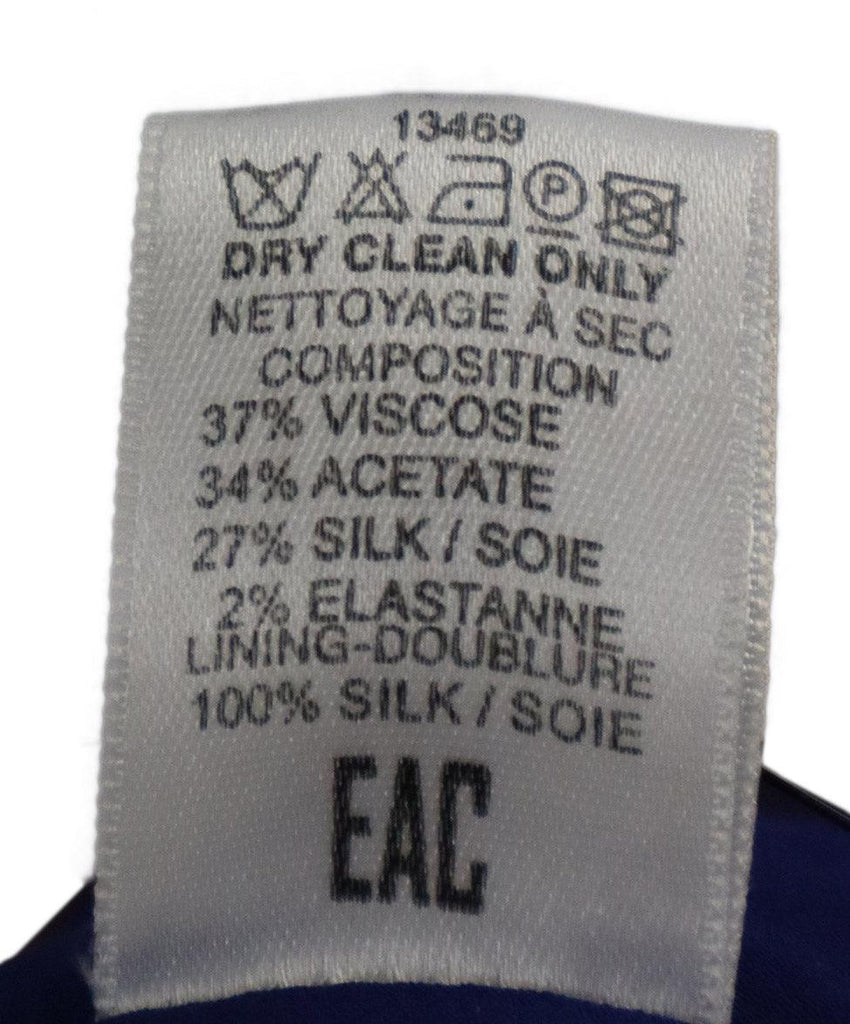 13469
P
DRY CLEAN ONLY
NETTOYAGE À SEC
COMPOSITION
37% VISCOSE
34% ACETATE
27% SILK / SOIE
2% ELASTANNE
LINING-DOUBLURE
100% SILK / SOIE
EAC